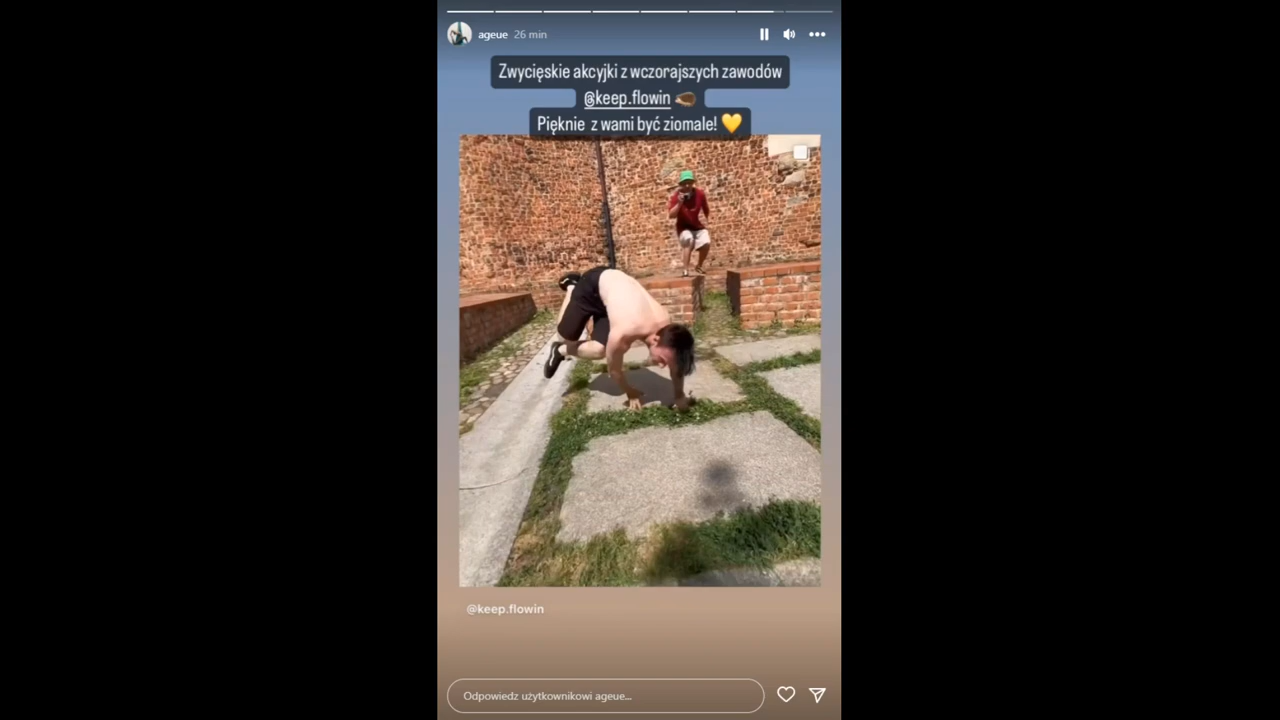 ageue 26 min
Zwycięskie akcyjki z wczorajszych zawodów
@keep.flowin 🦔
Pięknie z wami być ziomale! 💛
@keep.flowin
Odpowiedz użytkownikowi ageue...